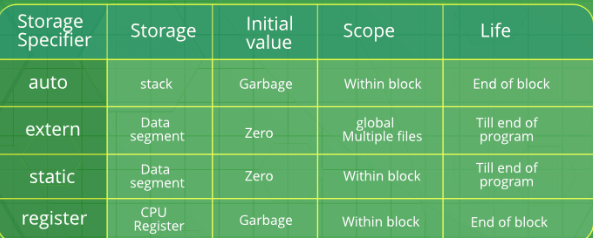 Storage Specifier Storage Initial value Scope Life
auto stack Garbage Within block End of block
extern Data segment Zero global Multiple files Till end of program
static Data segment Zero Within block Till end of program
register CPU Register Garbage Within block End of block